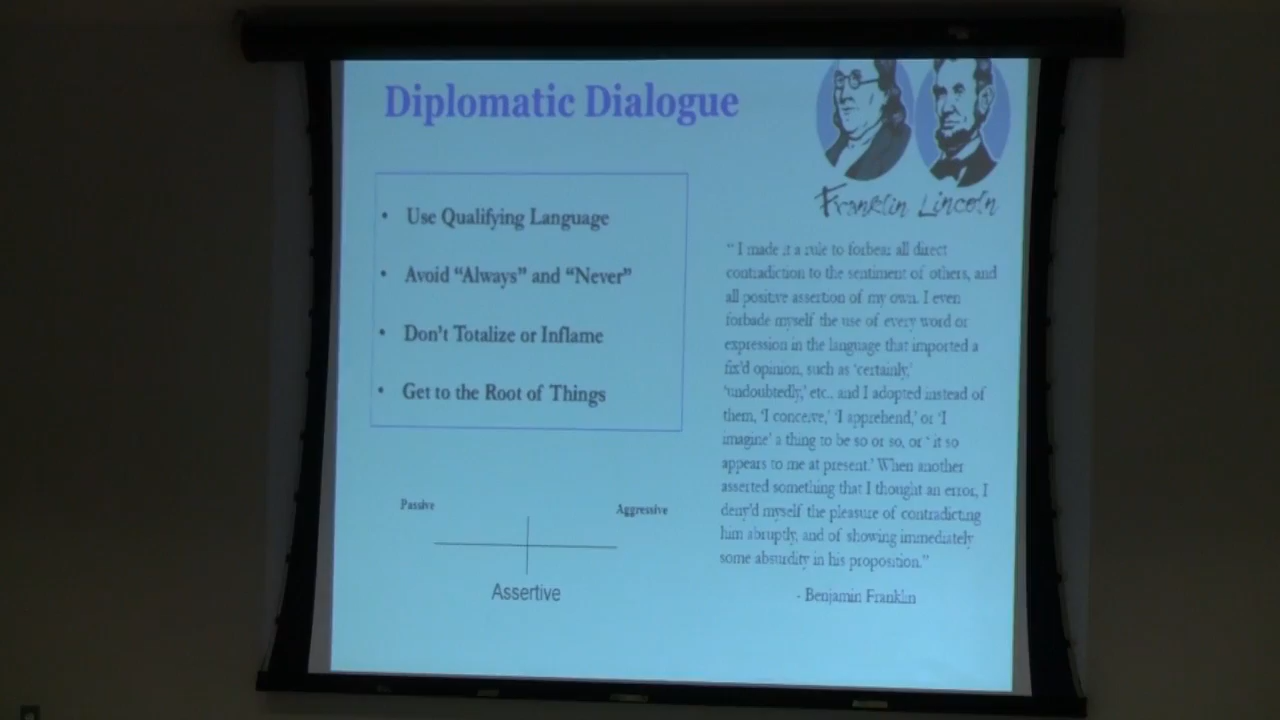 Diplomatic Dialogue
Franklin Lincoln
• Use Qualifying Language
• Avoid “Always” and “Never”
• Don't Totalize or Inflame
• Get to the Root of Things
Passive
Aggressive
Assertive
“ I made it a rule to forbear all direct
contradiction to the sentiment of others, and
all positive assertion of my own. I even
forbade myself the use of every word or
expression in the language that imported a
fix'd opinion, such as 'certainly,'
'undoubtedly,' etc., and I adopted instead of
them, 'I conceive,' 'I apprehend,' or 'I
imagine' a thing to be so or so, or ' it so
appears to me at present.' When another
asserted something that I thought an error, I
deny'd myself the pleasure of contradicting
him abruptly, and of showing immediately
some absurdity in his proposition.”
- Benjamin Franklin